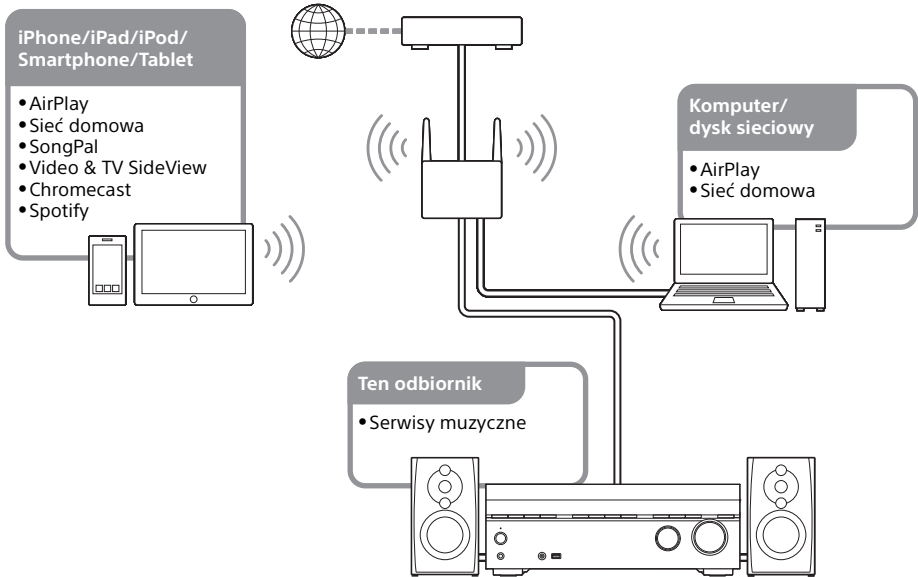 iPhone/iPad/iPod/
Smartphone/Tablet
•AirPlay
•Sieć domowa
•SongPal
•Video & TV SideView
•Chromecast
•Spotify
Komputer/
dysk sieciowy
•AirPlay
•Sieć domowa
Ten odbiornik
•Serwisy muzyczne